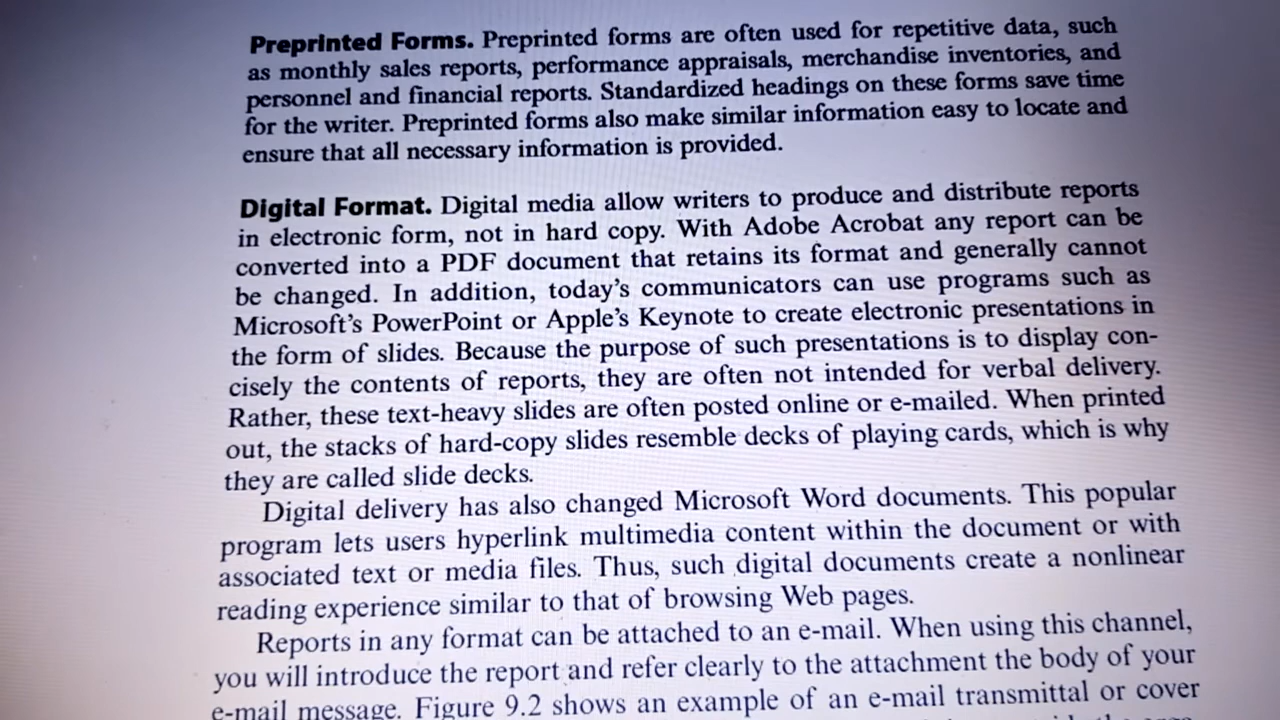 Preprinted Forms. Preprinted forms are often used for repetitive data, such
as monthly sales reports, performance appraisals, merchandise inventories, and
personnel and financial reports. Standardized headings on these forms save time
for the writer. Preprinted forms also make similar information easy to locate and
ensure that all necessary information is provided.
Digital Format. Digital media allow writers to produce and distribute reports
in electronic form, not in hard copy. With Adobe Acrobat any report can be
converted into a PDF document that retains its format and generally cannot
be changed. In addition, today's communicators can use programs such as
Microsoft's PowerPoint or Apple's Keynote to create electronic presentations in
the form of slides. Because the purpose of such presentations is to display con-
cisely the contents of reports, they are often not intended for verbal delivery.
Rather, these text-heavy slides are often posted online or e-mailed. When printed
out, the stacks of hard-copy slides resemble decks of playing cards, which is why
they are called slide decks.
Digital delivery has also changed Microsoft Word documents. This popular
program lets users hyperlink multimedia content within the document or with
associated text or media files. Thus, such digital documents create a nonlinear
reading experience similar to that of browsing Web pages.
Reports in any format can be attached to an e-mail. When using this channel,
you will introduce the report and refer clearly to the attachment the body of your
e-mail message. Figure 9.2 shows an example of an e-mail transmittal or cover